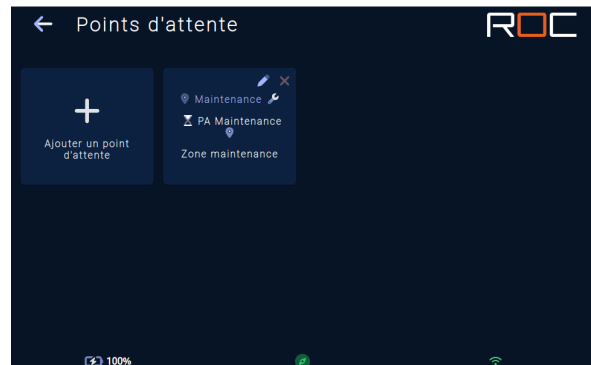 Points d'attente
ROC
Ajouter un point
d'attente
Maintenance
PA Maintenance
Zone maintenance
100%